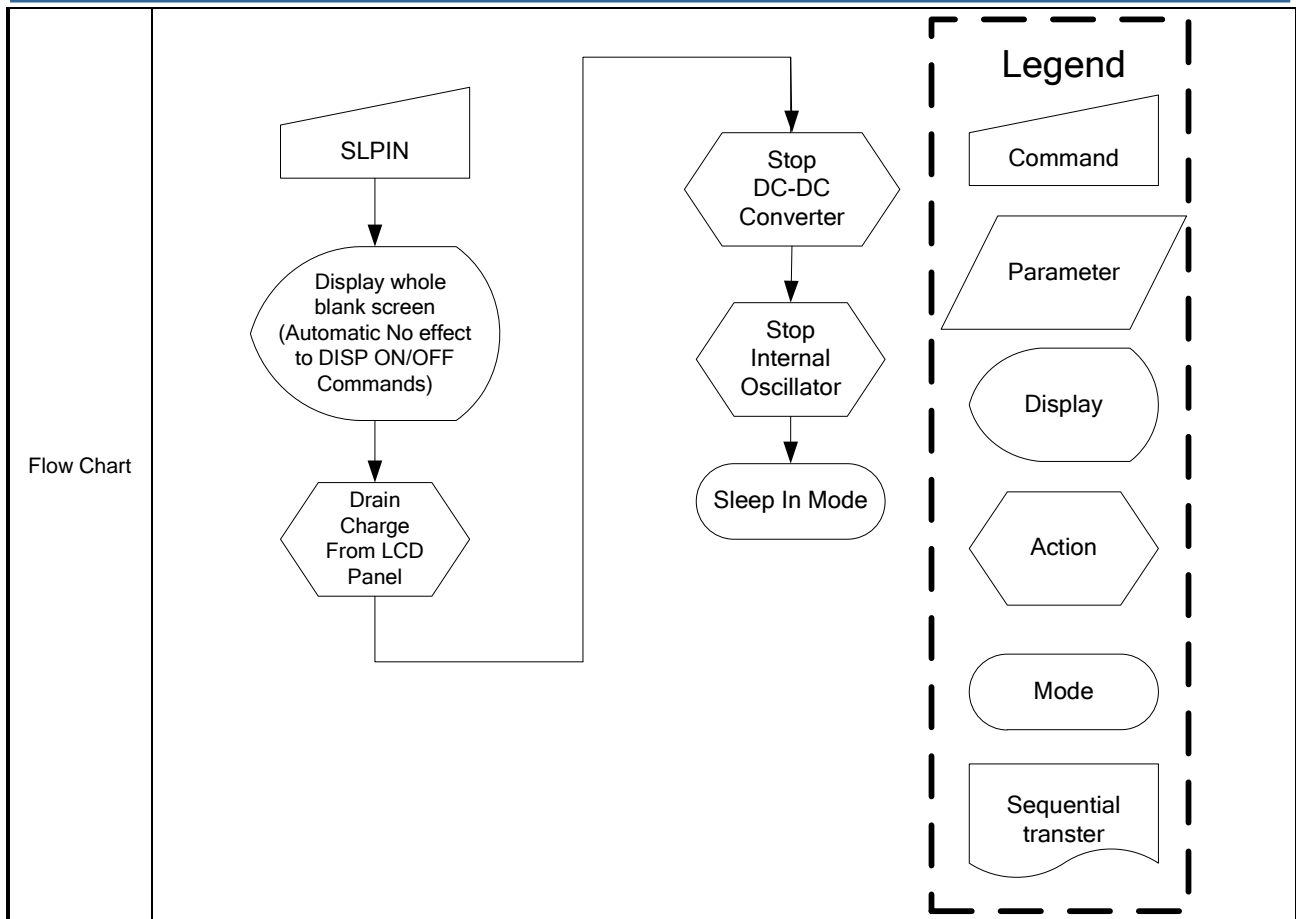 Flow Chart
SLPIN
Display whole
blank screen
(Automatic No effect
to DISP ON/OFF
Commands)
Drain
Charge
From LCD
Panel
Stop
DC-DC
Converter
Stop
Internal
Oscillator
Sleep In Mode
Legend
Command
Parameter
Display
Action
Mode
Sequential
transter